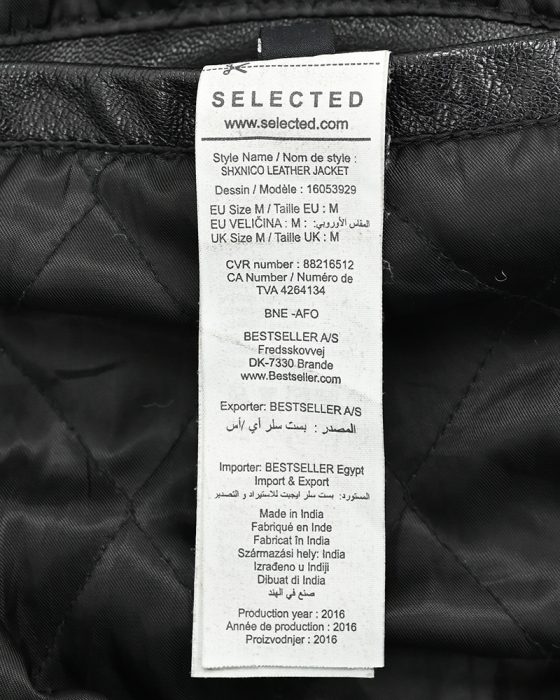 SELECTED
www.selected.com
Style Name / Nom de style :
SHXNICO LEATHER JACKET
Dessin / Modèle : 16053929
EU Size M / Taille EU : M
EU VELIČINA : M : المقاس الأوروبي:
UK Size M / Taille UK : M
CVR number : 88216512
CA Number / Numéro de
TVA 4264134
BNE -AFO
BESTSELLER A/S
Fredsskovvej
DK-7330 Brande
www.Bestseller.com
Exporter: BESTSELLER A/S
المصدر : بست سلر أي /أس
Importer: BESTSELLER Egypt
Import & Export
المستورد: بست سلر ايجبت للاستيراد و التصدير
Made in India
Fabriqué en Inde
Fabricat în India
Származási hely: India
Izrađeno u Indiji
Dibuat di India
صنع في الهند
Production year : 2016
Année de production : 2016
Proizvodnjer : 2016